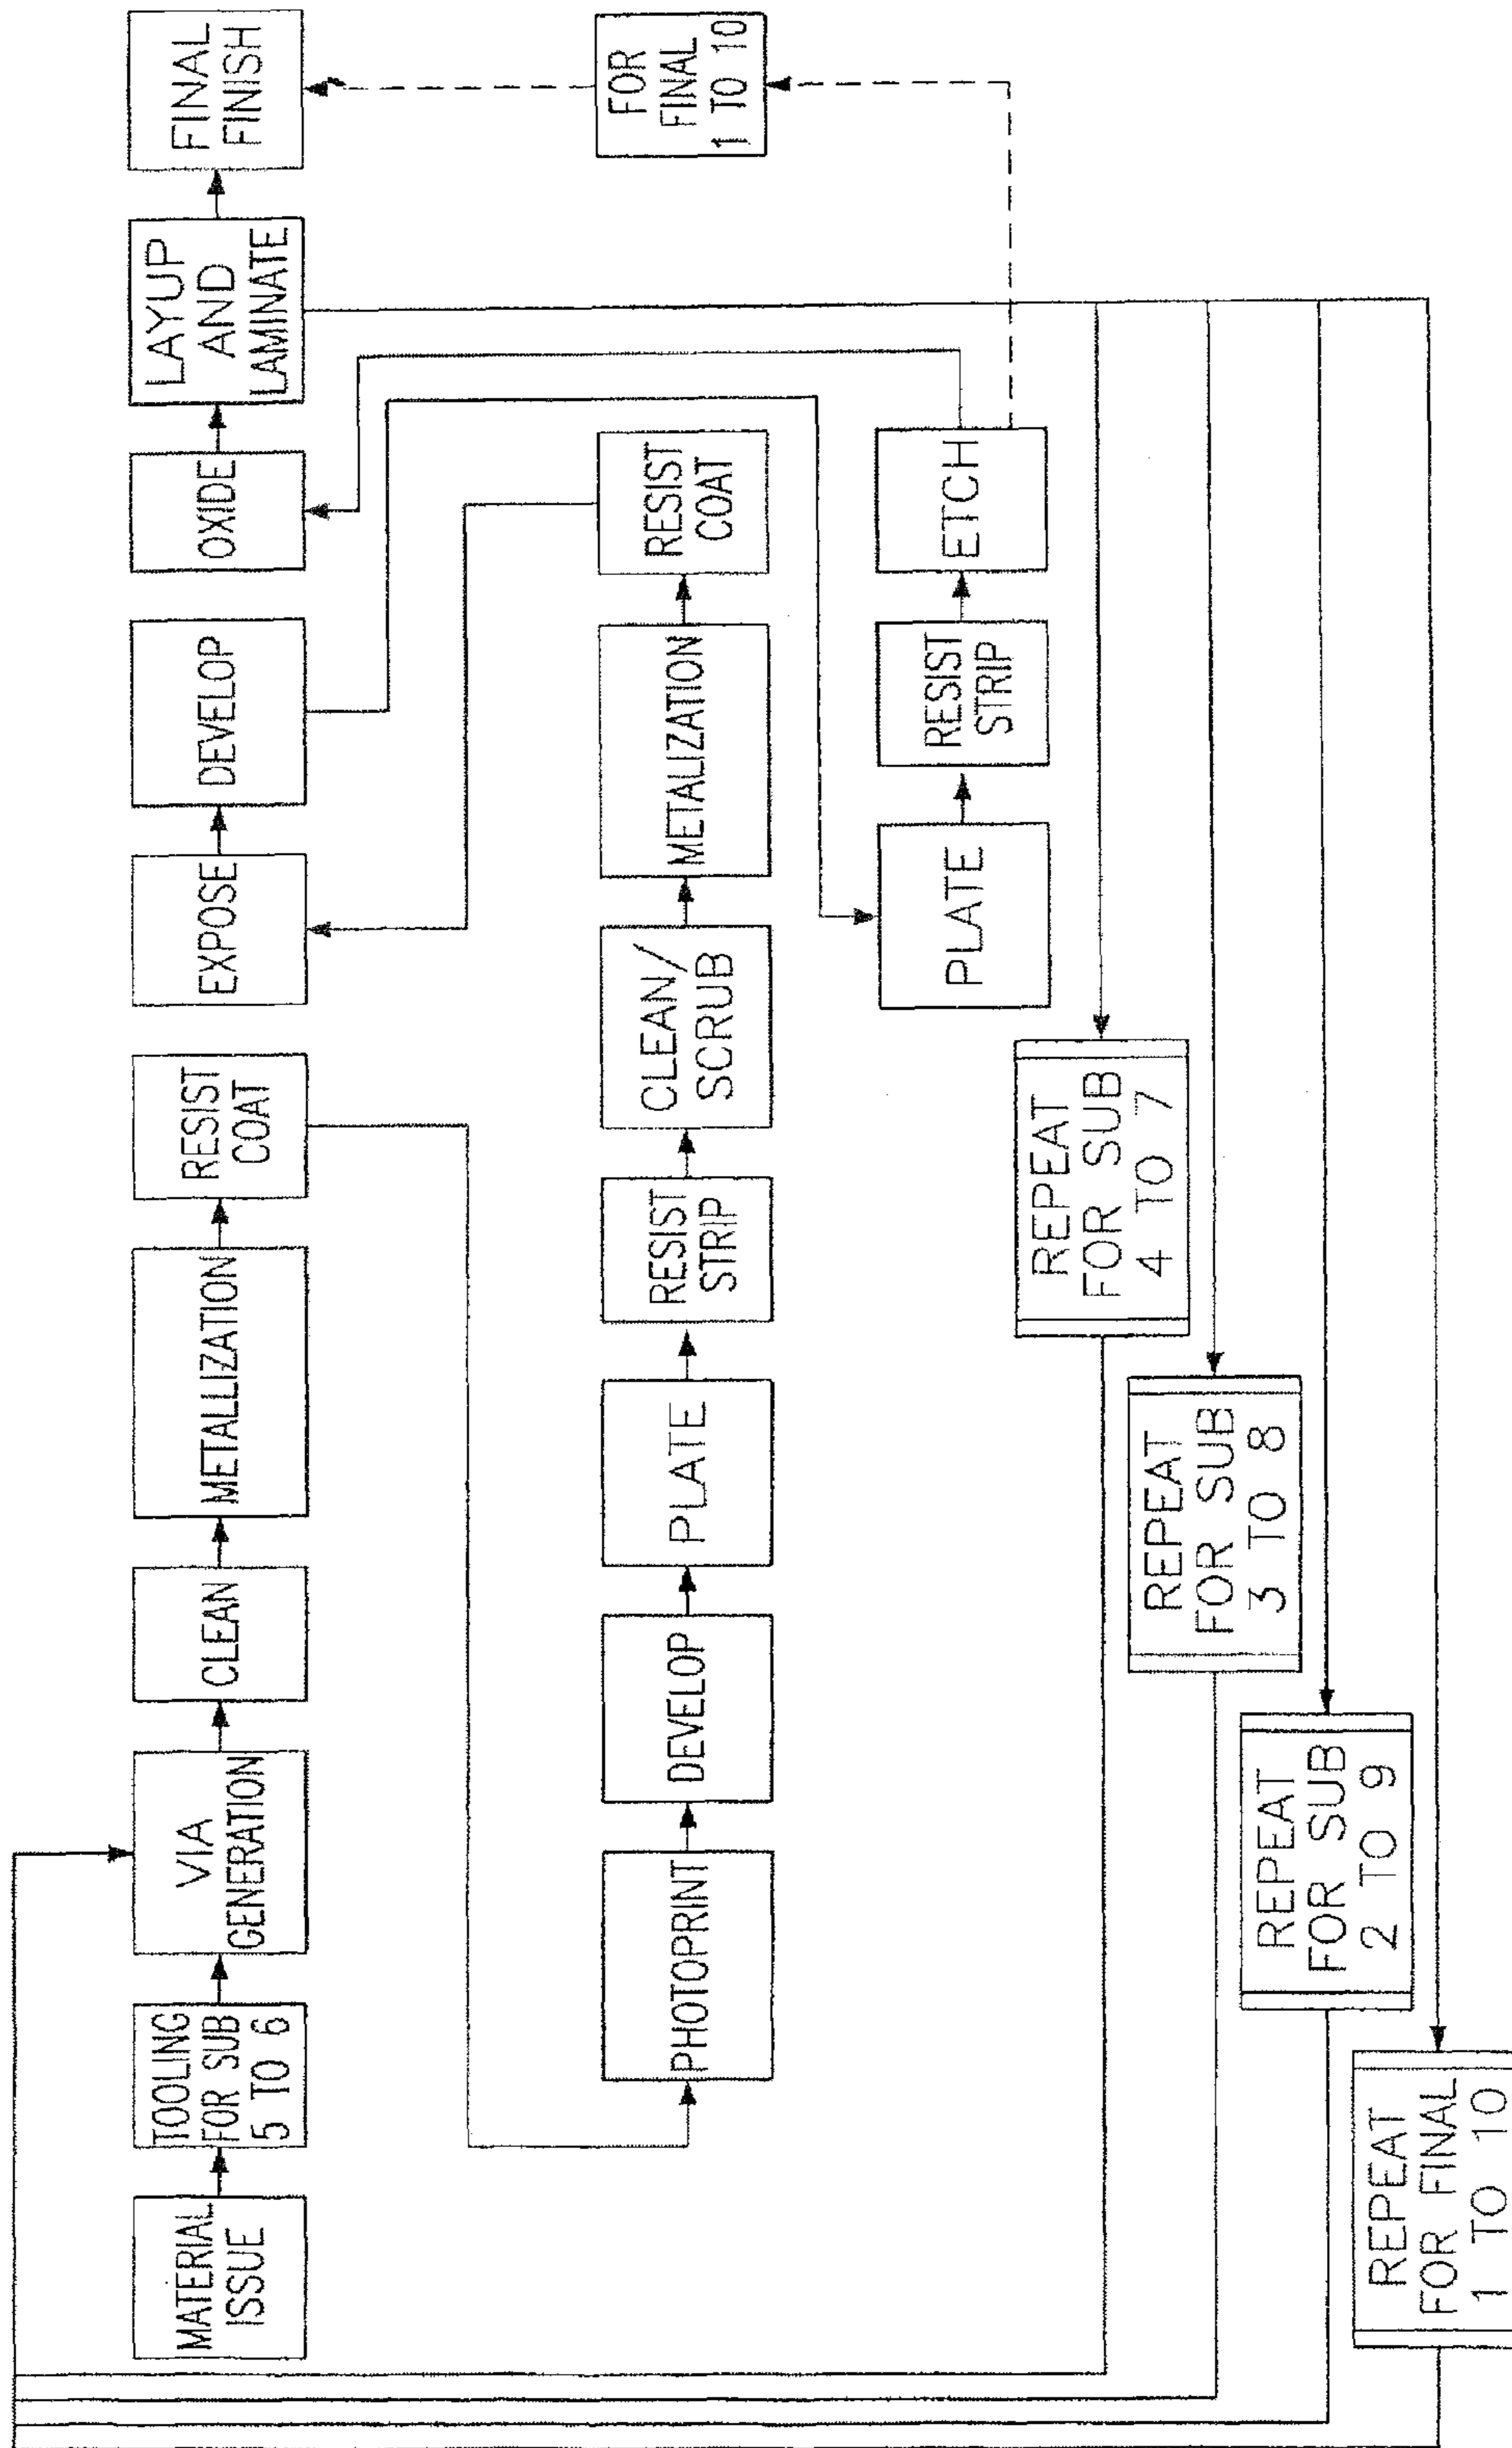 MATERIAL
ISSUE
TOOLING
FOR SUB
5 TO 6
VIA
GENERATION
CLEAN
METALLIZATION
RESIST
COAT
EXPOSE
DEVELOP
OXIDE
LAYUP
AND
LAMINATE
FINAL
FINISH
PHOTOPRINT
DEVELOP
PLATE
RESIST
STRIP
CLEAN/
SCRUB
METALIZATION
RESIST
COAT
FOR
FINAL
1 TO 10
PLATE
RESIST
STRIP
ETCH
REPEAT
FOR SUB
4 TO 7
REPEAT
FOR SUB
3 TO 8
REPEAT
FOR SUB
2 TO 9
REPEAT
FOR FINAL
1 TO 10